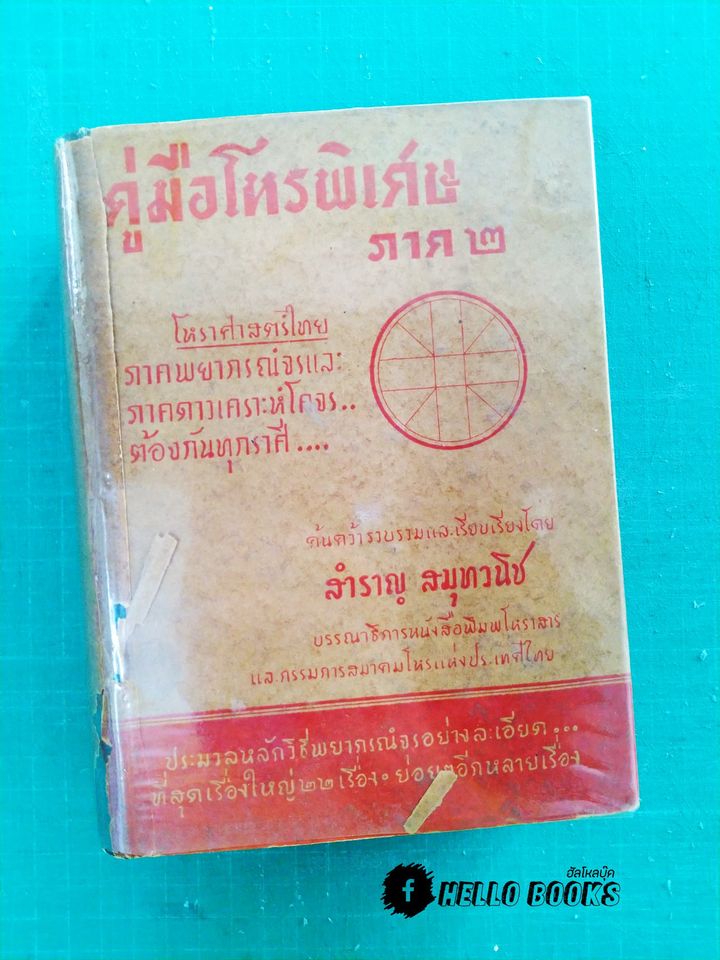 คู่มือโหรพิเศษ
ภาค ๒
โหราศาสตร์ไทย
ภาคพยากรณ์จรและ
ภาคดาวเคราะห์โคจร..
ต้องกันทุกราศี....
ค้นคว้ารวบรวมและเรียบเรียงโดย
สำราญ สมุทวนิช
บรรณาธิการหนังสือพิมพ์โหราสาร
และกรรมการสมาคมโหรแห่งประเทศไทย
ประมวลหลักวิธีพยากรณ์จรอย่างละเอียด...
ที่สุดเรื่องใหญ่๒๒เรื่อง ย่อยๆอีกหลายเรื่อง
ฮัลโหลบุ๊ค
f HELLO BOOKS